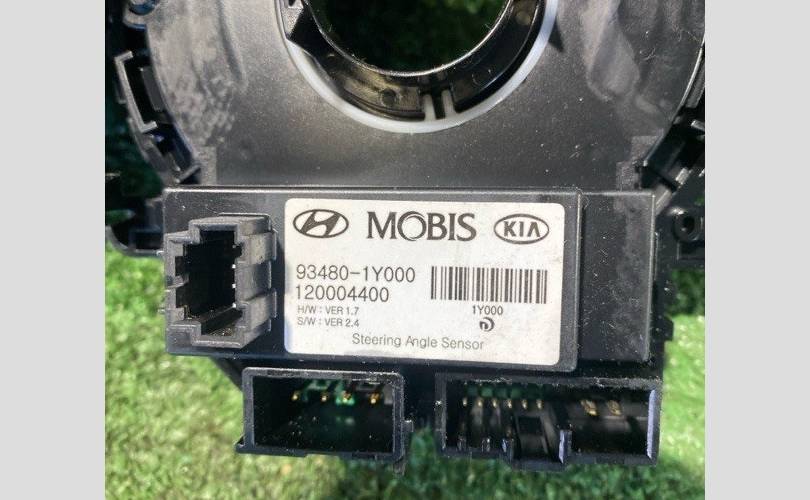 MOBIS KIA
93480-1Y000
120004400
H/W : VER 1.7
S/W : VER 2.4
1Y000
Steering Angle Sensor